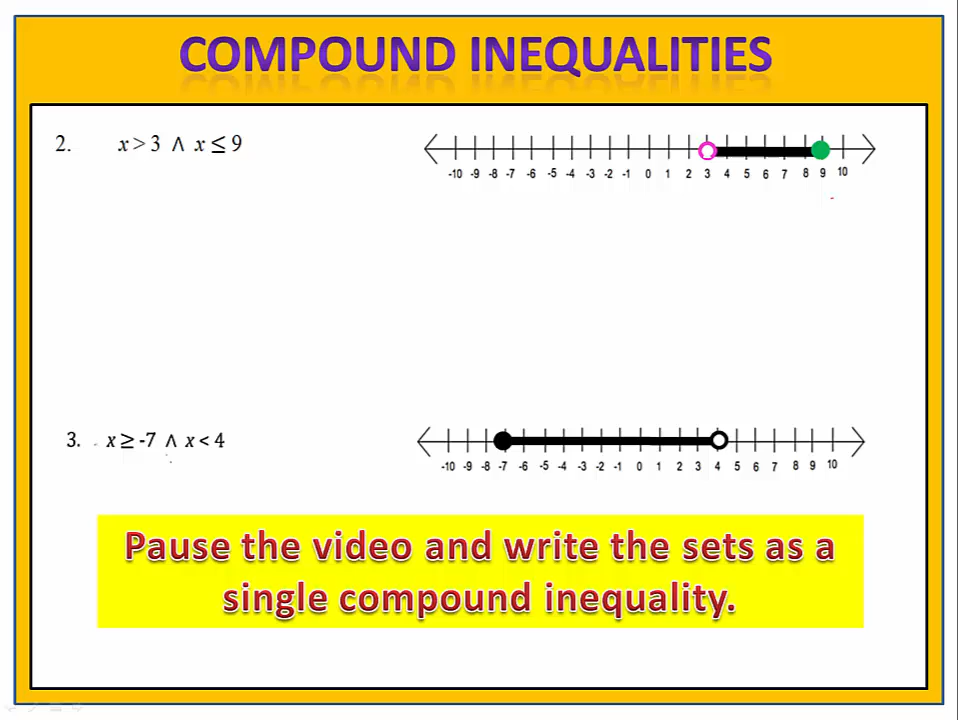 COMPOUND INEQUALITIES
2. x > 3 ∧ x ≤ 9
-10 -9 -8 -7 -6 -5 -4 -3 -2 -1 0 1 2 3 4 5 6 7 8 9 10
3. x ≥ -7 ∧ x < 4
-10 -9 -8 -7 -6 -5 -4 -3 -2 -1 0 1 2 3 4 5 6 7 8 9 10
Pause the video and write the sets as a
single compound inequality.